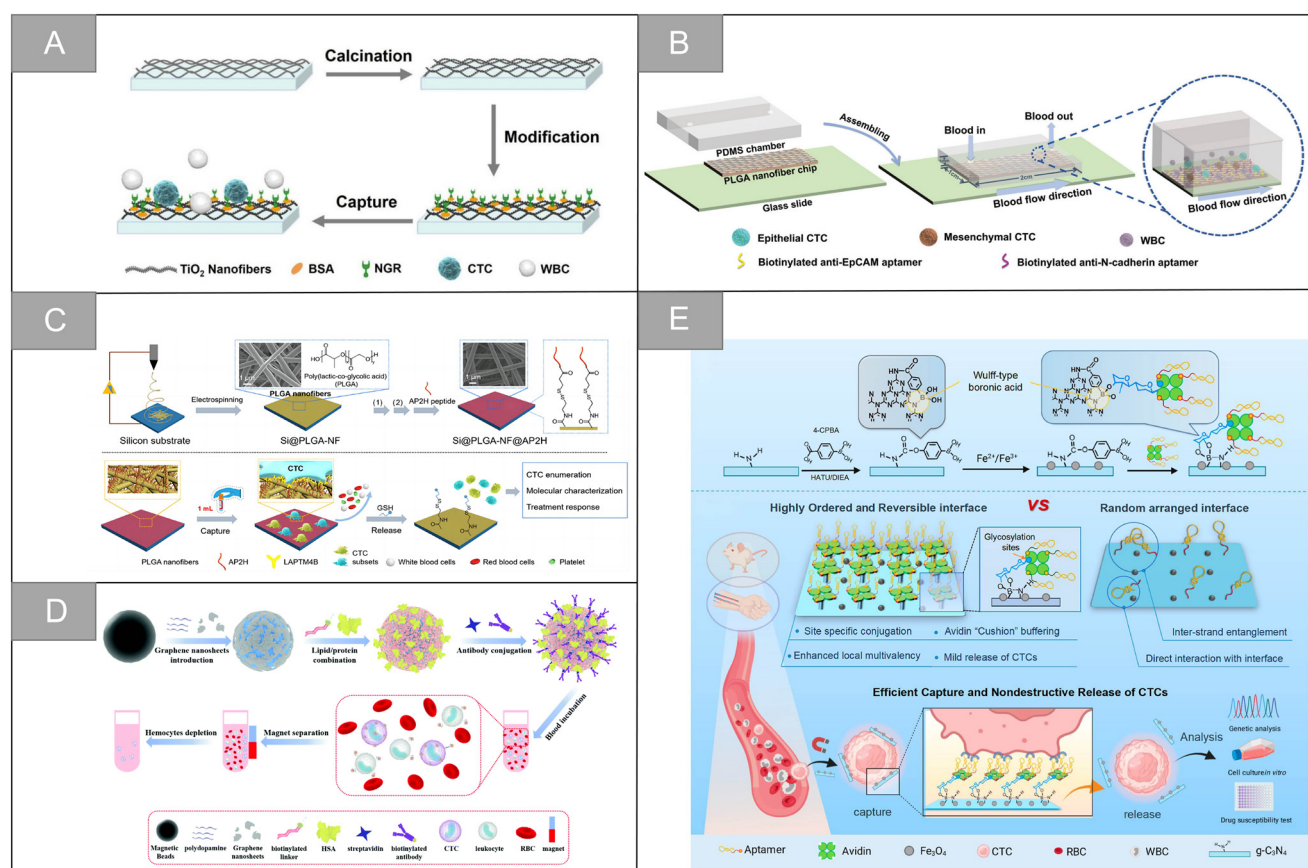 A
Calcination
Modification
Capture
TiO2 Nanofibers
BSA
NGR
CTC
WBC
B
Assembling
PDMS chamber
PLGA nanofiber chip
Glass slide
Blood in
Blood out
2cm
Blood flow direction
Blood flow direction
Epithelial CTC
Mesenchymal CTC
WBC
Biotinylated anti-EpCAM aptamer
Biotinylated anti-N-cadherin aptamer
C
Silicon substrate
Electrospinning
1 μm
Poly(lactic-co-glycolic acid)
(PLGA)
PLGA nanofibers
Si@PLGA-NF
(1)
(2)
AP2H peptide
1 μm
Si@PLGA-NF@AP2H
1 mL
Capture
CTC
GSH
Release
CTC enumeration
Molecular characterization
Treatment response
PLGA nanofibers
AP2H
LAPTM4B
CTC
subsets
White blood cells
Red blood cells
Platelet
D
Graphene nanosheets
introduction
Lipid/protein
combination
Antibody conjugation
Blood incubation
Magnet separation
Hemocytes depletion
Magnetic
Beads
polydopamine
Graphene
nanosheets
biotinylated
linker
HSA
streptavidin
biotinylated
antibody
CTC
leukocyte
RBC
magnet
E
Wulff-type
boronic acid
4-CPBA
HATU/DIEA
Fe2+/Fe3+
Highly Ordered and Reversible interface
VS
Random arranged interface
Glycosylation
sites
• Site specific conjugation
• Avidin "Cushion" buffering
• Enhanced local multivalency
• Mild release of CTCs
Inter-strand entanglement
Direct interaction with interface
Efficient Capture and Nondestructive Release of CTCs
capture
release
Analysis
Genetic analysis
Cell culture in vitro
Drug susceptibility test
Aptamer
Avidin
Fe3O4
CTC
RBC
WBC
g-C3N4